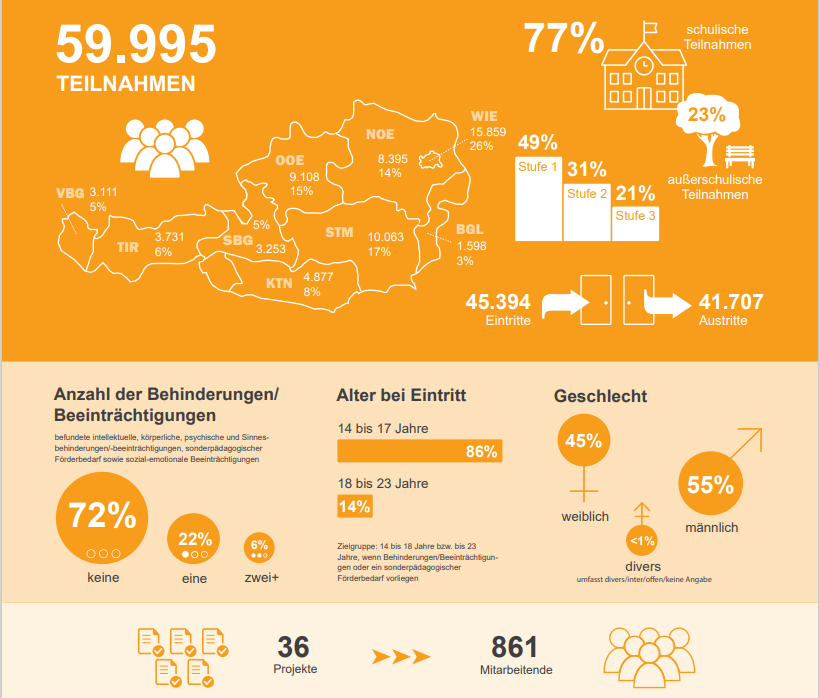 59.995
TEILNAHMEN
77%
schulische
Teilnahmen
23%
außerschulische
Teilnahmen
WIE
15.859
26%
NOE
8.395
14%
OOE
9.108
15%
VBG 3.111
5%
TIR
3.731
6%
SBG
5%
3.253
STM
10.063
17%
BGL
1.598
3%
KTN
4.877
8%
49%
Stufe 1
31%
Stufe 2
21%
Stufe 3
45.394
Eintritte
41.707
Austritte
Anzahl der Behinderungen/
Beeinträchtigungen
befundete intellektuelle, körperliche, psychische und Sinnes-
behinderungen/-beeinträchtigungen, sonderpädagogischer
Förderbedarf sowie sozial-emotionale Beeinträchtigungen
72%
keine
22%
eine
6%
zwei+
Alter bei Eintritt
14 bis 17 Jahre
86%
18 bis 23 Jahre
14%
Zielgruppe: 14 bis 18 Jahre bzw. bis 23
Jahre, wenn Behinderungen/Beeinträchtigun-
gen oder ein sonderpädagogischer
Förderbedarf vorliegen
Geschlecht
45%
weiblich
55%
männlich
<1%
divers
umfasst divers/inter/offen/keine Angabe
36
Projekte
861
Mitarbeitende